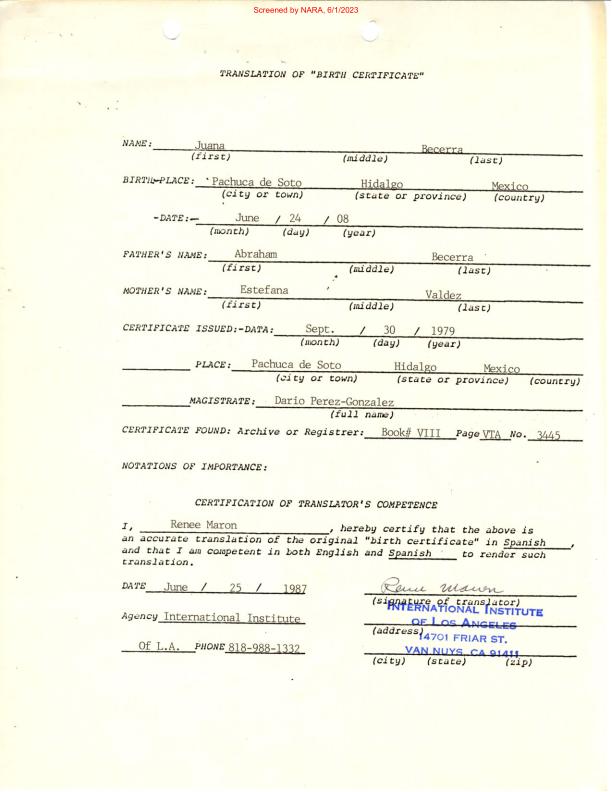 Screened by NARA, 6/1/2023
TRANSLATION OF "BIRTH CERTIFICATE"
NAME: Juana Becerra
(first) (middle) (last)
BIRTH-PLACE: Pachuca de Soto Hidalgo Mexico
(city or town) (state or province) (country)
-DATE:- June / 24 / 08
(month) (day) (year)
FATHER'S NAME: Abraham Becerra
(first) (middle) (last)
MOTHER'S NAME: Estefana Valdez
(first) (middle) (last)
CERTIFICATE ISSUED:-DATA: Sept. / 30 / 1979
(month) (day) (year)
PLACE: Pachuca de Soto Hidalgo Mexico
(city or town) (state or province) (country)
MAGISTRATE: Dario Perez-Gonzalez
(full name)
CERTIFICATE FOUND: Archive or Registrer: Book# VIII Page VTA No. 3445
NOTATIONS OF IMPORTANCE:
CERTIFICATION OF TRANSLATOR'S COMPETENCE
I, Renee Maron, hereby certify that the above is
an accurate translation of the original "birth certificate" in Spanish,
and that I am competent in both English and Spanish to render such
translation.
DATE June / 25 / 1987 Renee Maron
(signature of translator)
INTERNATIONAL INSTITUTE
Agency International Institute OF LOS ANGELES
(address) 14701 FRIAR ST.
Of L.A. PHONE 818-988-1332 VAN NUYS, CA 91411
(city) (state) (zip)